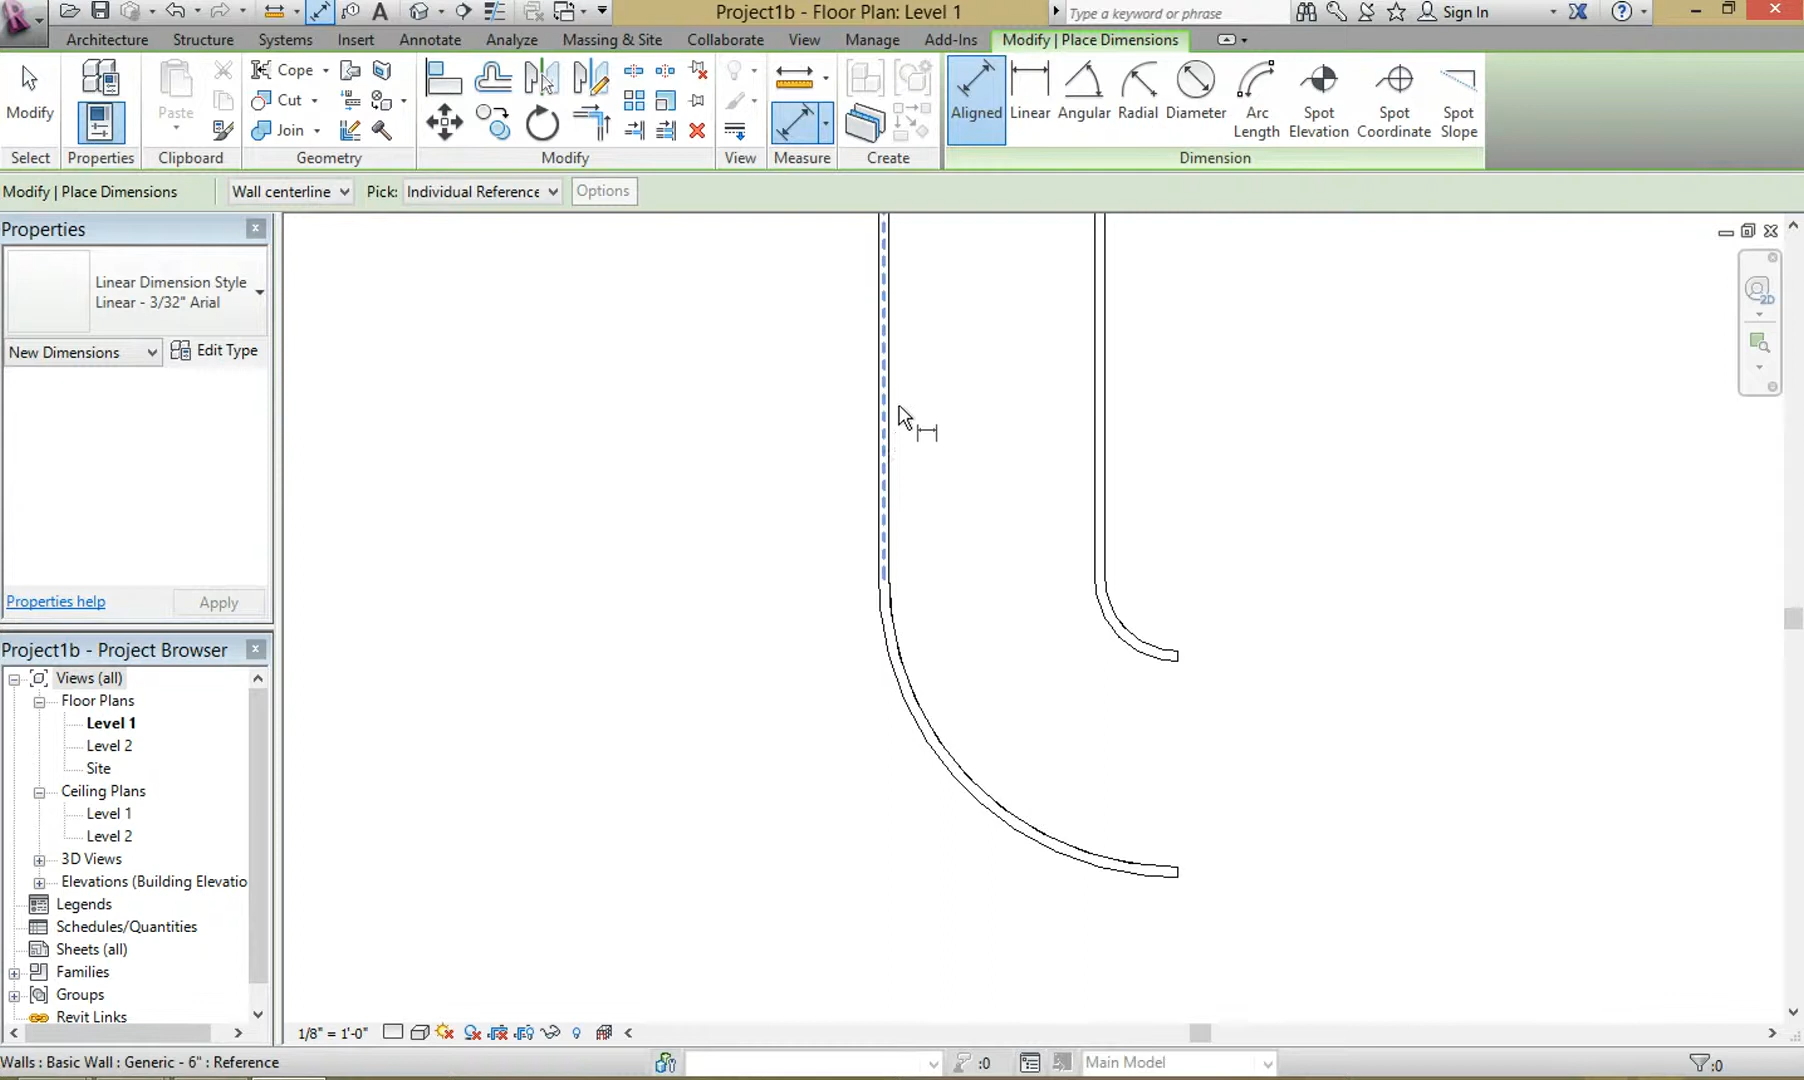 Project1b - Floor Plan: Level 1
Type a keyword or phrase
Sign In
Architecture Structure Systems Insert Annotate Analyze Massing & Site Collaborate View Manage Add-Ins Modify | Place Dimensions
Modify
Paste
Cope
Cut
Join
Aligned Linear Angular Radial Diameter Arc Length Spot Elevation Spot Coordinate Spot Slope
Select Properties Clipboard Geometry Modify View Measure Create Dimension
Modify | Place Dimensions Wall centerline Pick: Individual Reference Options
Properties
Linear Dimension Style
Linear - 3/32" Arial
New Dimensions Edit Type
Properties help Apply
Project1b - Project Browser
Views (all)
Floor Plans
Level 1
Level 2
Site
Ceiling Plans
Level 1
Level 2
3D Views
Elevations (Building Elevatio
Legends
Schedules/Quantities
Sheets (all)
Families
Groups
Revit Links
2D
1/8" = 1'-0"
Walls : Basic Wall : Generic - 6" : Reference
:0
Main Model
:0